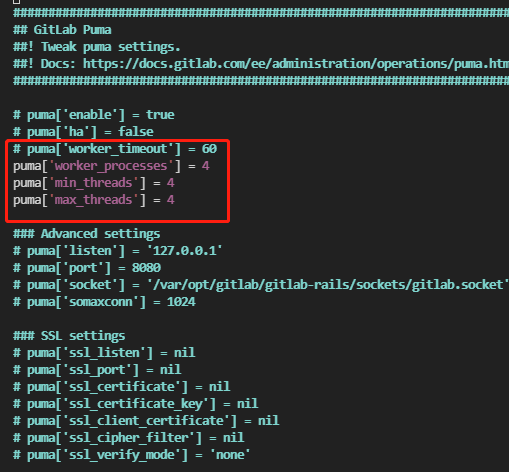 ################################################################################
## GitLab Puma
##! Tweak puma settings.
##! Docs: https://docs.gitlab.com/ee/administration/operations/puma.htm
################################################################################
# puma['enable'] = true
# puma['ha'] = false
# puma['worker_timeout'] = 60
puma['worker_processes'] = 4
puma['min_threads'] = 4
puma['max_threads'] = 4
### Advanced settings
# puma['listen'] = '127.0.0.1'
# puma['port'] = 8080
# puma['socket'] = '/var/opt/gitlab/gitlab-rails/sockets/gitlab.socket'
# puma['somaxconn'] = 1024
### SSL settings
# puma['ssl_listen'] = nil
# puma['ssl_port'] = nil
# puma['ssl_certificate'] = nil
# puma['ssl_certificate_key'] = nil
# puma['ssl_client_certificate'] = nil
# puma['ssl_cipher_filter'] = nil
# puma['ssl_verify_mode'] = 'none'